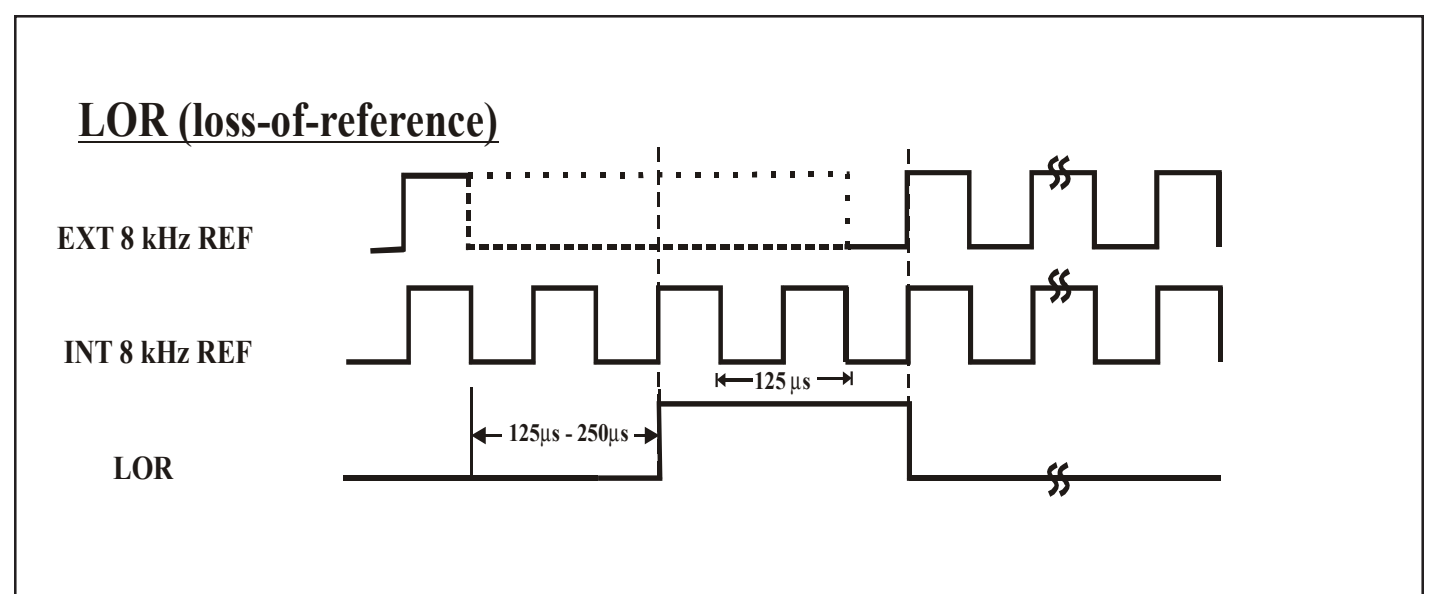 LOR (loss-of-reference)
EXT 8 kHz REF
INT 8 kHz REF
125 μs
125μs - 250μs
LOR